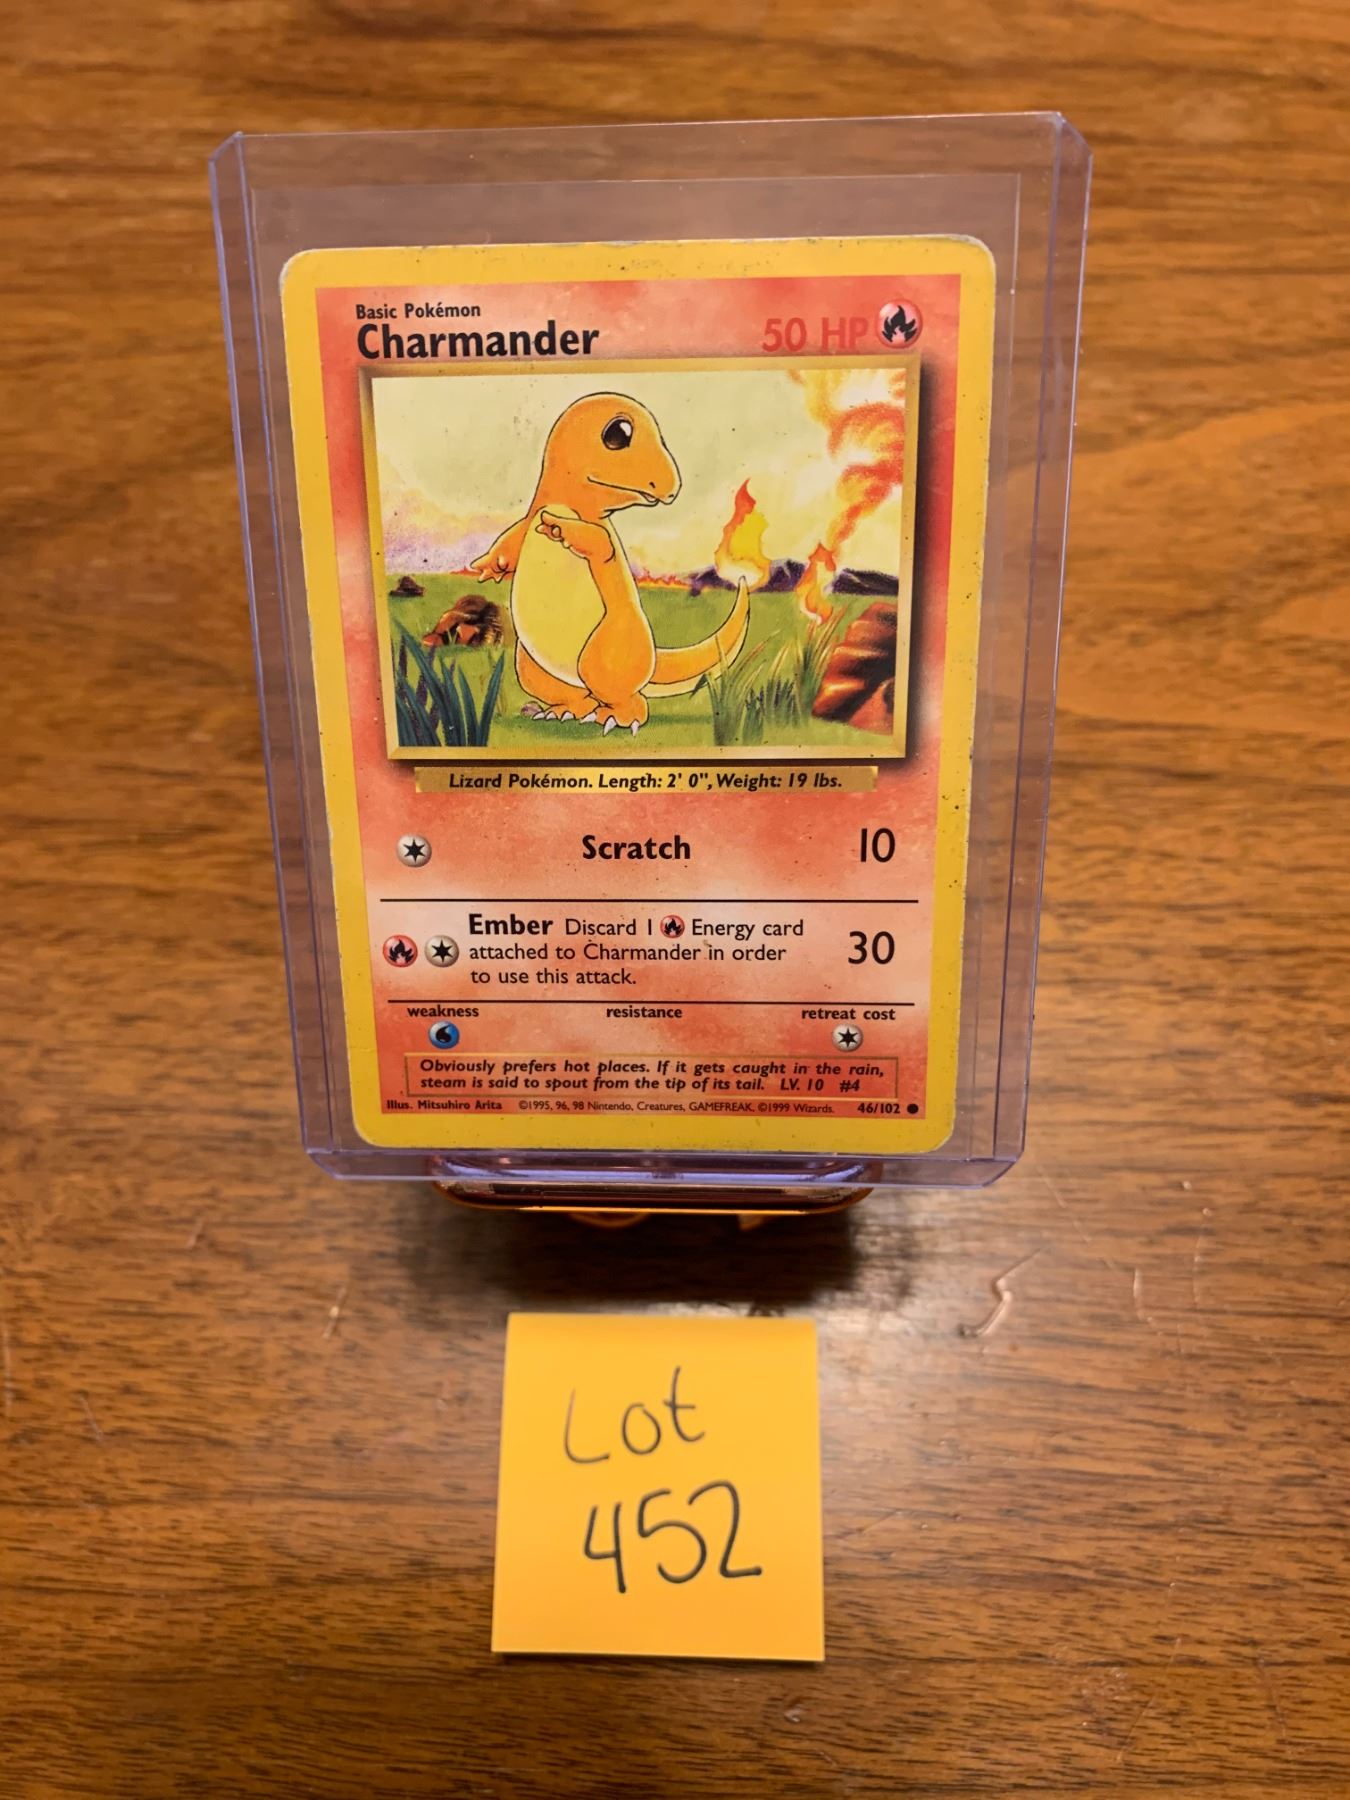 Basic Pokémon
Charmander 50 HP
Lizard Pokémon. Length: 2' 0", Weight: 19 lbs.
Scratch 10
Ember Discard 1 Energy card
attached to Charmander in order
to use this attack.
30
weakness resistance retreat cost
Obviously prefers hot places. If it gets caught in the rain,
steam is said to spout from the tip of its tail. LV. 10 #4
Illus. Mitsuhiro Arita ©1995, 96, 98 Nintendo, Creatures, GAMEFREAK. ©1999 Wizards. 46/102
Lot
452